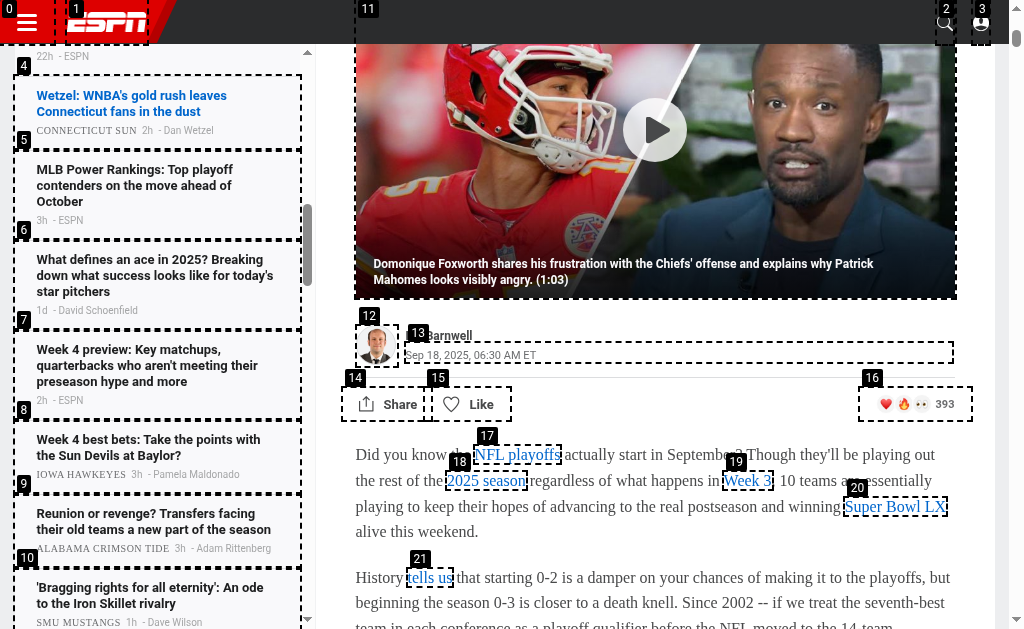 0
1
ESPN
11
2
3
22h - ESPN
4
Wetzel: WNBA's gold rush leaves
Connecticut fans in the dust
CONNECTICUT SUN 2h - Dan Wetzel
5
MLB Power Rankings: Top playoff
contenders on the move ahead of
October
3h - ESPN
6
What defines an ace in 2025? Breaking
down what success looks like for today's
star pitchers
1d - David Schoenfield
7
Week 4 preview: Key matchups,
quarterbacks who aren't meeting their
preseason hype and more
2h - ESPN
8
Week 4 best bets: Take the points with
the Sun Devils at Baylor?
IOWA HAWKEYES 3h - Pamela Maldonado
9
Reunion or revenge? Transfers facing
their old teams a new part of the season
ALABAMA CRIMSON TIDE 3h - Adam Rittenberg
10
'Bragging rights for all eternity': An ode
to the Iron Skillet rivalry
SMU MUSTANGS 1h - Dave Wilson
Domonique Foxworth shares his frustration with the Chiefs' offense and explains why Patrick
Mahomes looks visibly angry. (1:03)
12
13
Barnwell
Sep 18, 2025, 06:30 AM ET
14
15
16
Share
Like
393
17
Did you know the NFL playoffs actually start in September? Though they'll be playing out
18
19
the rest of the 2025 season regardless of what happens in Week 3, 10 teams are essentially
20
playing to keep their hopes of advancing to the real postseason and winning Super Bowl LX
alive this weekend.
21
History tells us that starting 0-2 is a damper on your chances of making it to the playoffs, but
beginning the season 0-3 is closer to a death knell. Since 2002 -- if we treat the seventh-best
team in each conference as a playoff qualifier before the NFL moved to the 14-team